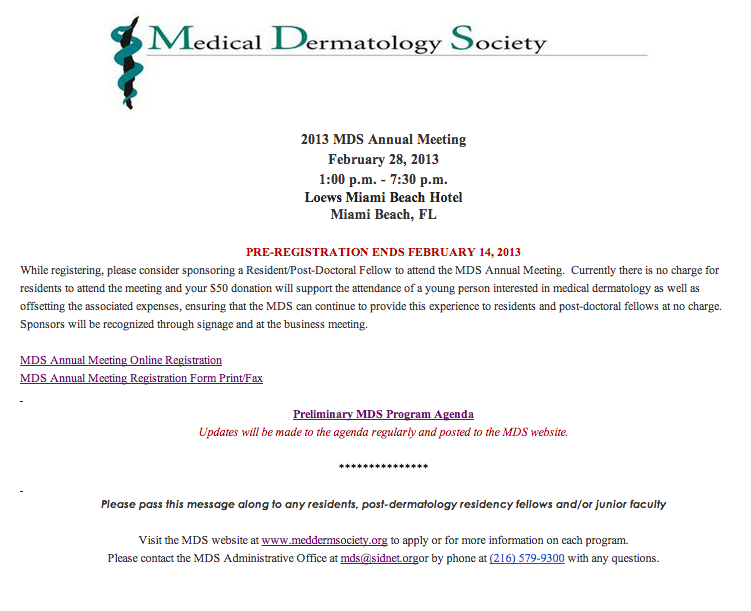 Medical Dermatology Society
2013 MDS Annual Meeting
February 28, 2013
1:00 p.m. - 7:30 p.m.
Loews Miami Beach Hotel
Miami Beach, FL
PRE-REGISTRATION ENDS FEBRUARY 14, 2013
While registering, please consider sponsoring a Resident/Post-Doctoral Fellow to attend the MDS Annual Meeting.  Currently there is no charge for
residents to attend the meeting and your $50 donation will support the attendance of a young person interested in medical dermatology as well as
offsetting the associated expenses, ensuring that the MDS can continue to provide this experience to residents and post-doctoral fellows at no charge.
Sponsors will be recognized through signage and at the business meeting.
MDS Annual Meeting Online Registration
MDS Annual Meeting Registration Form Print/Fax
Preliminary MDS Program Agenda
Updates will be made to the agenda regularly and posted to the MDS website.
***************
Please pass this message along to any residents, post-dermatology residency fellows and/or junior faculty
Visit the MDS website at www.meddermsociety.org to apply or for more information on each program.
Please contact the MDS Administrative Office at mds@sidnet.orgor by phone at (216) 579-9300 with any questions.